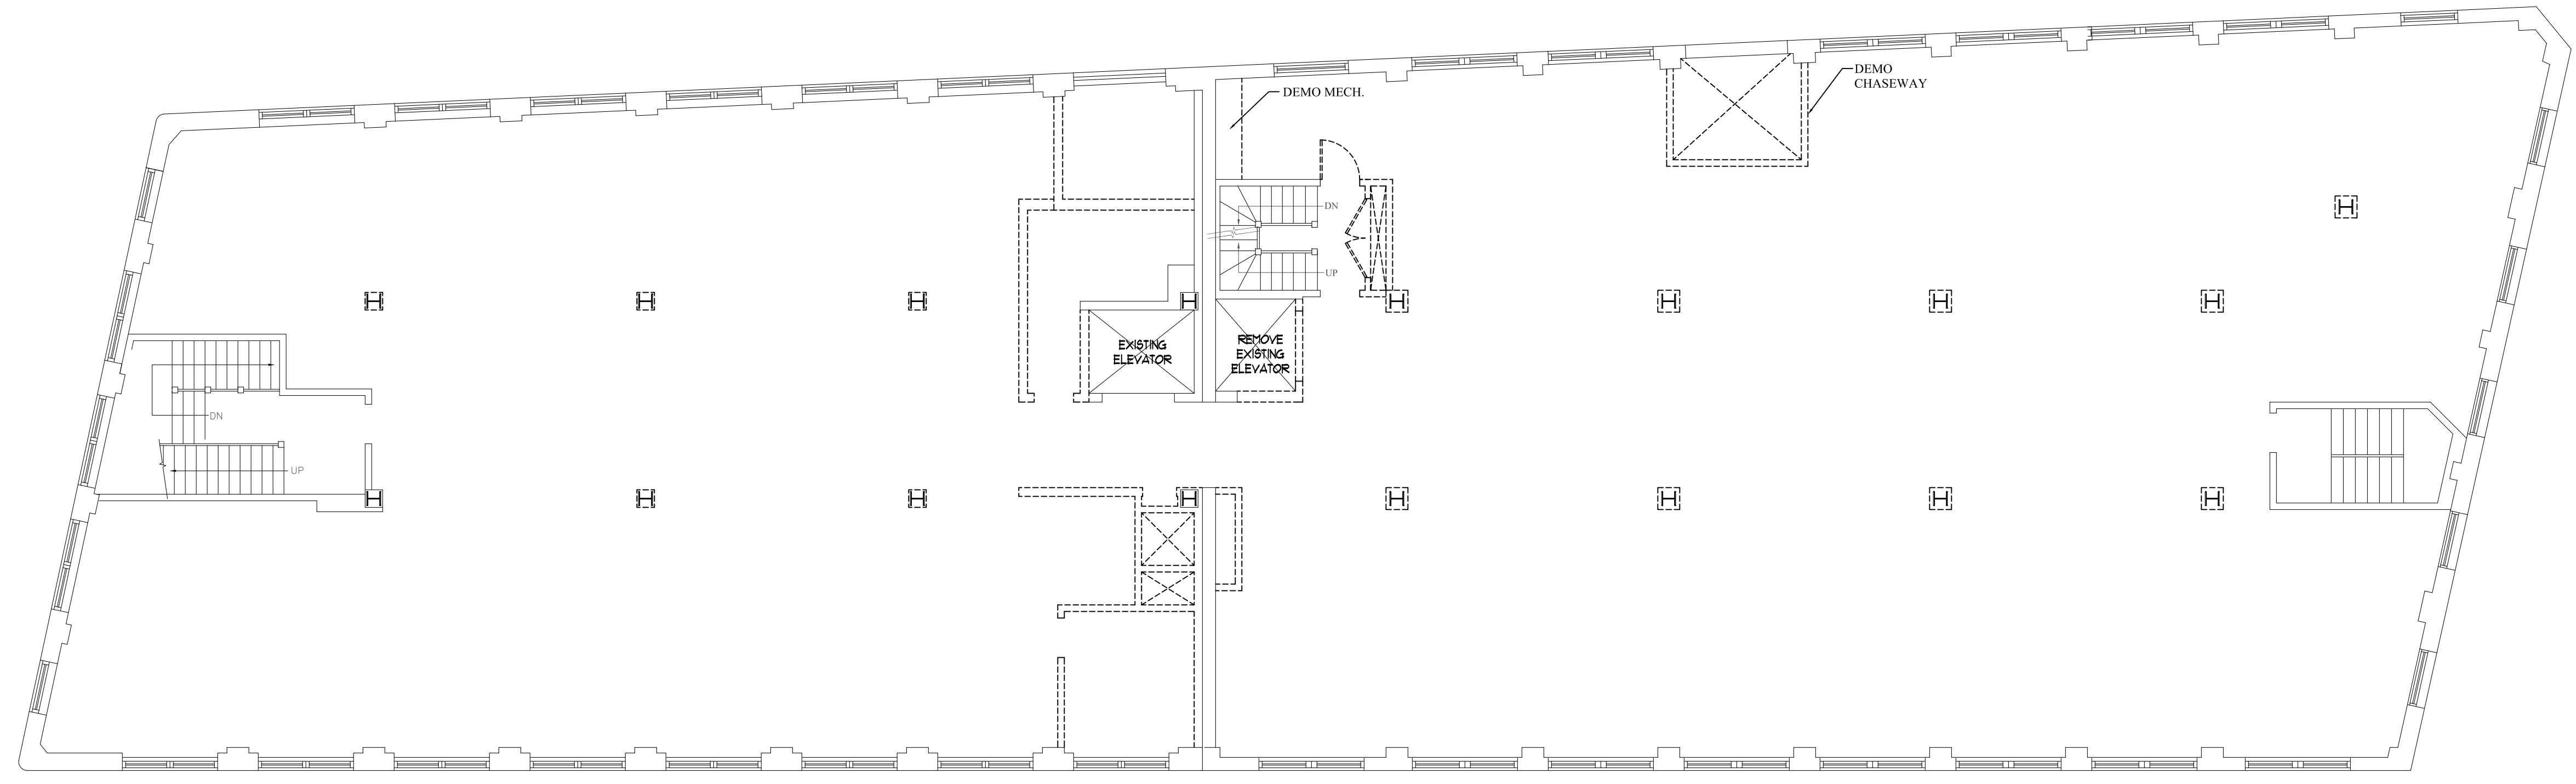 DEMO
CHASEWAY
DEMO MECH.
DN
UP
EXISTING
ELEVATOR
REMOVE
EXISTING
ELEVATOR
DN
UP